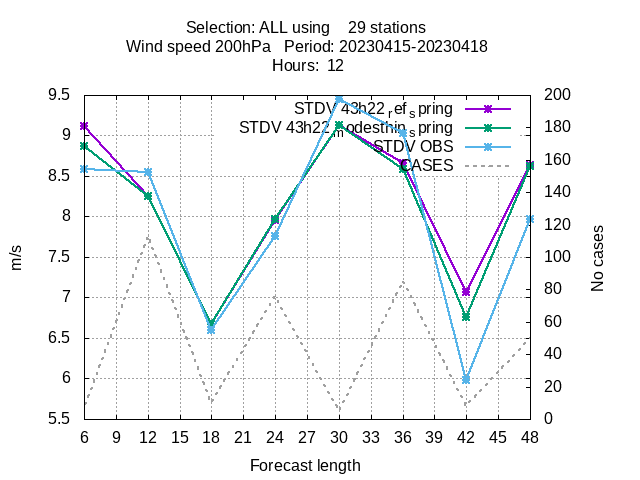 Selection: ALL using 29 stations
Wind speed 200hPa Period: 20230415-20230418
Hours: 12
9.5 200
STDV 43h22_ref_spring
9 180
STDV 43h22_modesthin_spring
STDV OBS
8.5 160
CASES
140
8 120
7.5 100
7 80
60
6.5 40
6 20
5.5 0
m/s
No cases
6 9 12 15 18 21 24 27 30 33 36 39 42 45 48
Forecast length